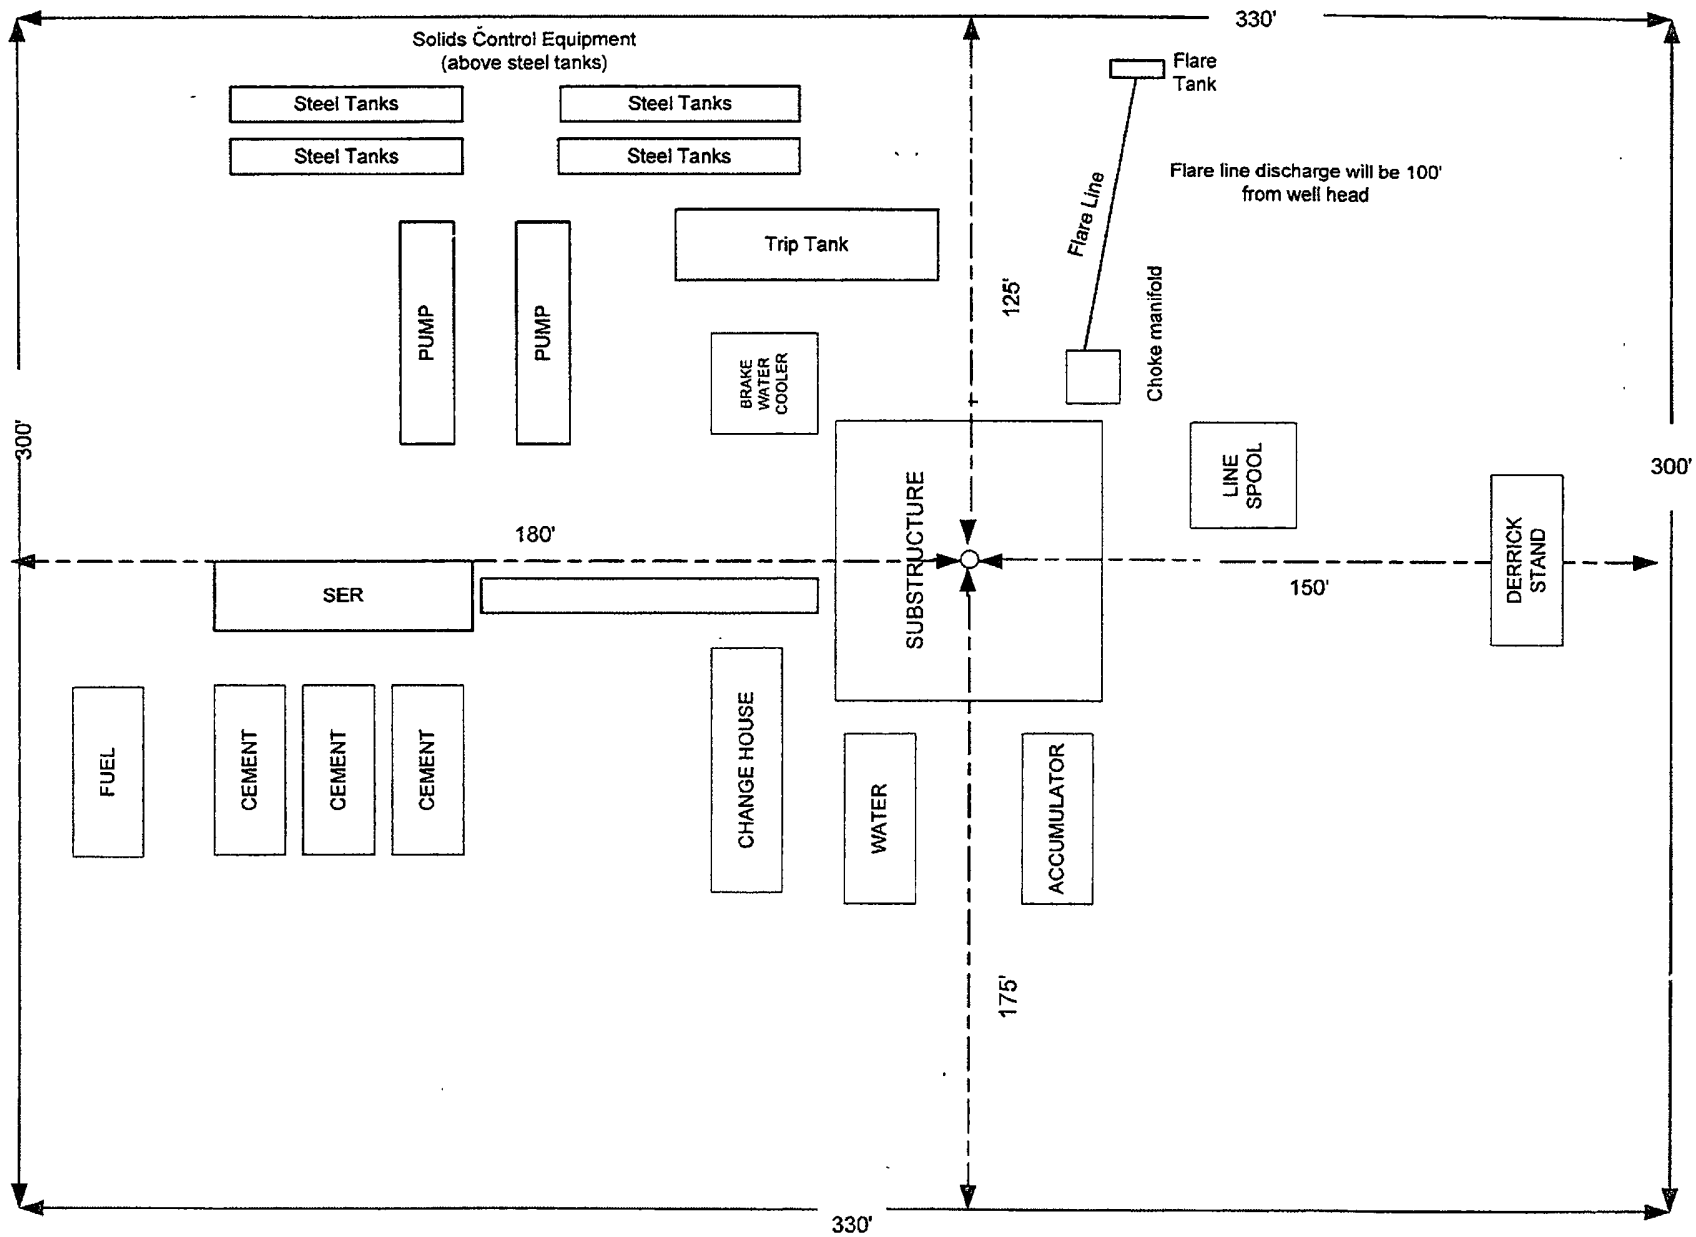 330'
Solids Control Equipment
(above steel tanks)
Flare
Tank
Steel Tanks
Steel Tanks
Steel Tanks
Steel Tanks
Flare line discharge will be 100'
from well head
Flare Line
Trip Tank
125'
Choke manifold
PUMP
PUMP
BRAKE
WATER
COOLER
300'
LINE
SPOOL
300'
180'
SUBSTRUCTURE
DERRICK
STAND
150'
SER
FUEL
CEMENT
CEMENT
CEMENT
CHANGE HOUSE
WATER
ACCUMULATOR
175'
330'